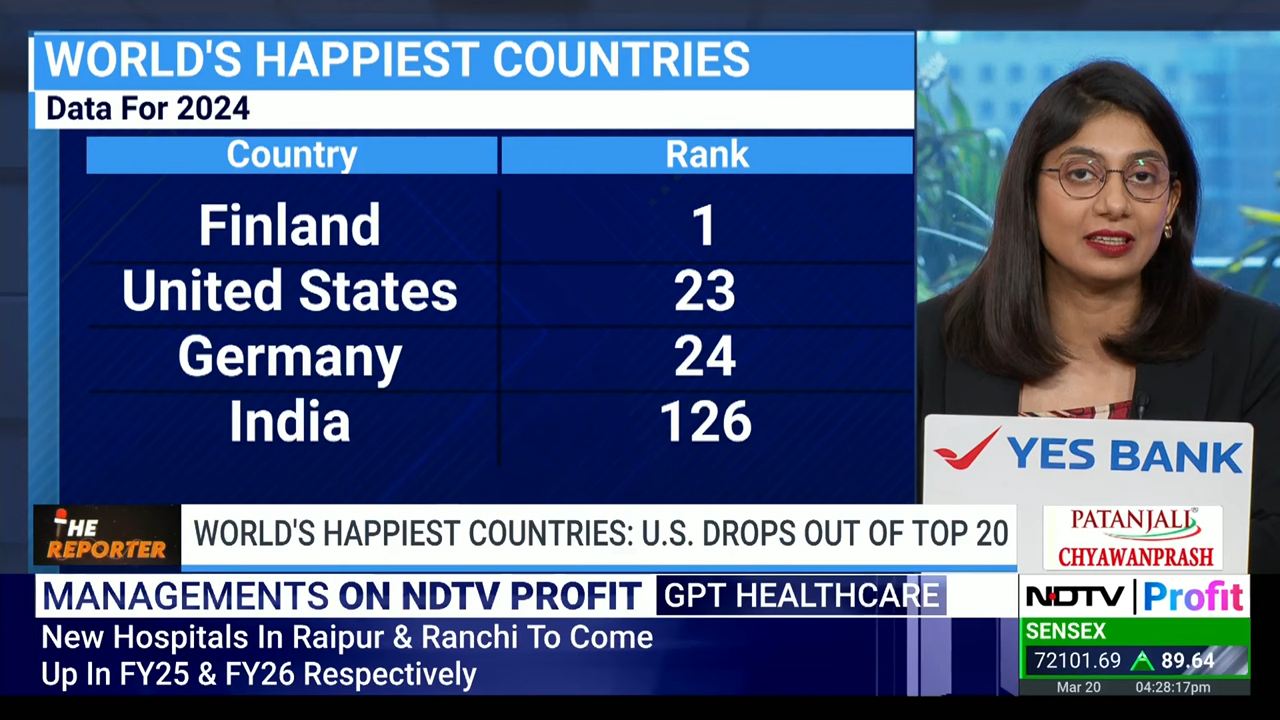 WORLD'S HAPPIEST COUNTRIES
Data For 2024
Country Rank
Finland 1
United States 23
Germany 24
India 126
YES BANK
THE REPORTER
WORLD'S HAPPIEST COUNTRIES: U.S. DROPS OUT OF TOP 20
PATANJALI
CHYAWANPRASH
MANAGEMENTS ON NDTV PROFIT GPT HEALTHCARE
New Hospitals In Raipur & Ranchi To Come
Up In FY25 & FY26 Respectively
NDTV Profit
SENSEX
72101.69 89.64
Mar 20 04:28:17pm